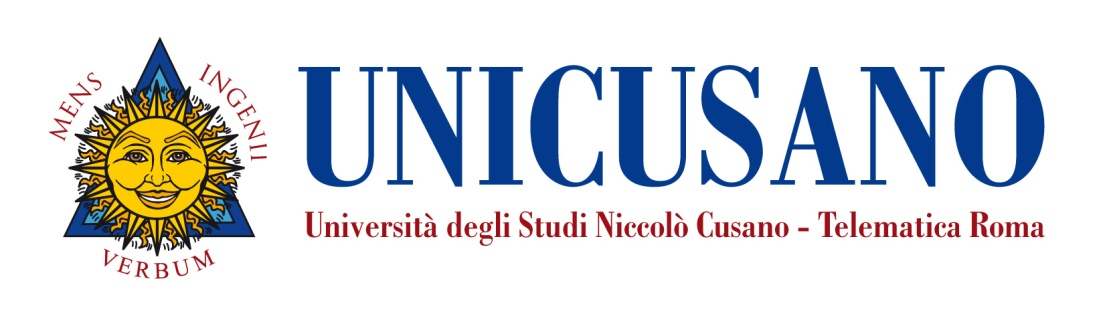 MENS INGENII VERBUM
UNICUSANO
Università degli Studi Niccolò Cusano - Telematica Roma